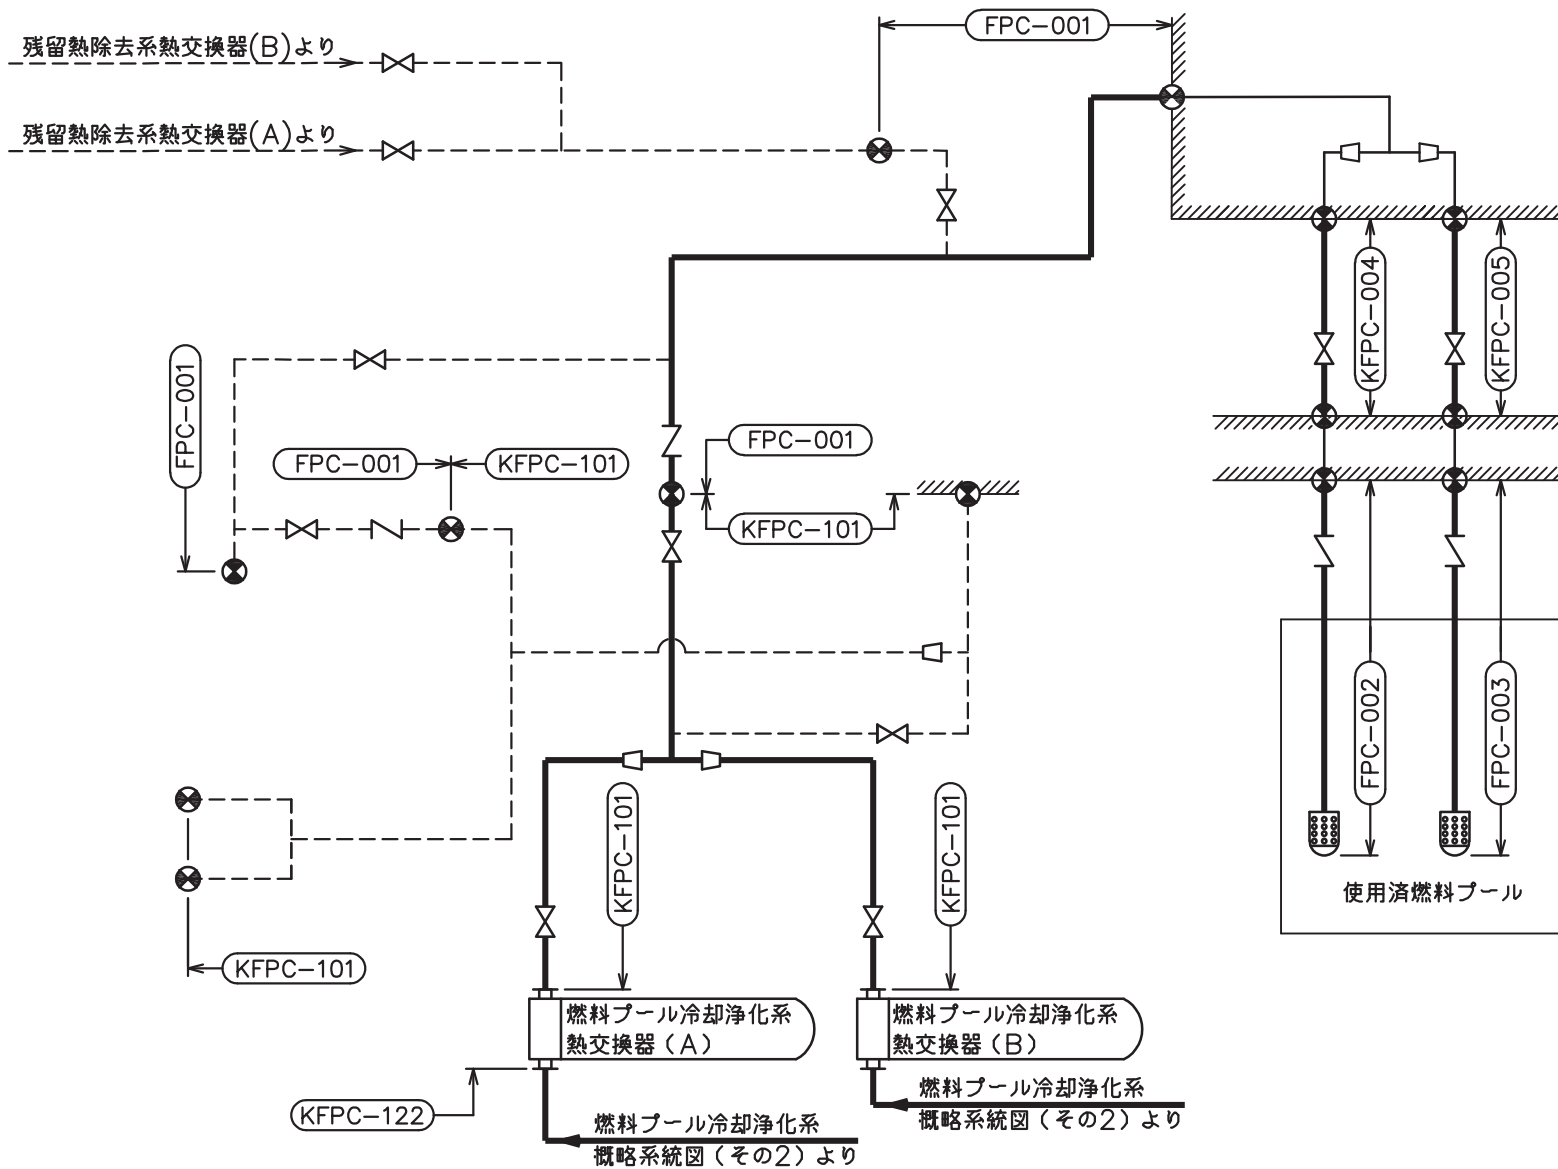 FPC-001
残留熱除去系熱交換器(B)より
残留熱除去系熱交換器(A)より
KFPC-004
KFPC-005
FPC-001
FPC-001
FPC-001
KFPC-101
KFPC-101
FPC-002
FPC-003
KFPC-101
KFPC-101
使用済燃料プール
KFPC-101
燃料プール冷却浄化系
熱交換器(A)
燃料プール冷却浄化系
熱交換器(B)
KFPC-122
燃料プール冷却浄化系
概略系統図(その2)より
燃料プール冷却浄化系
概略系統図(その2)より